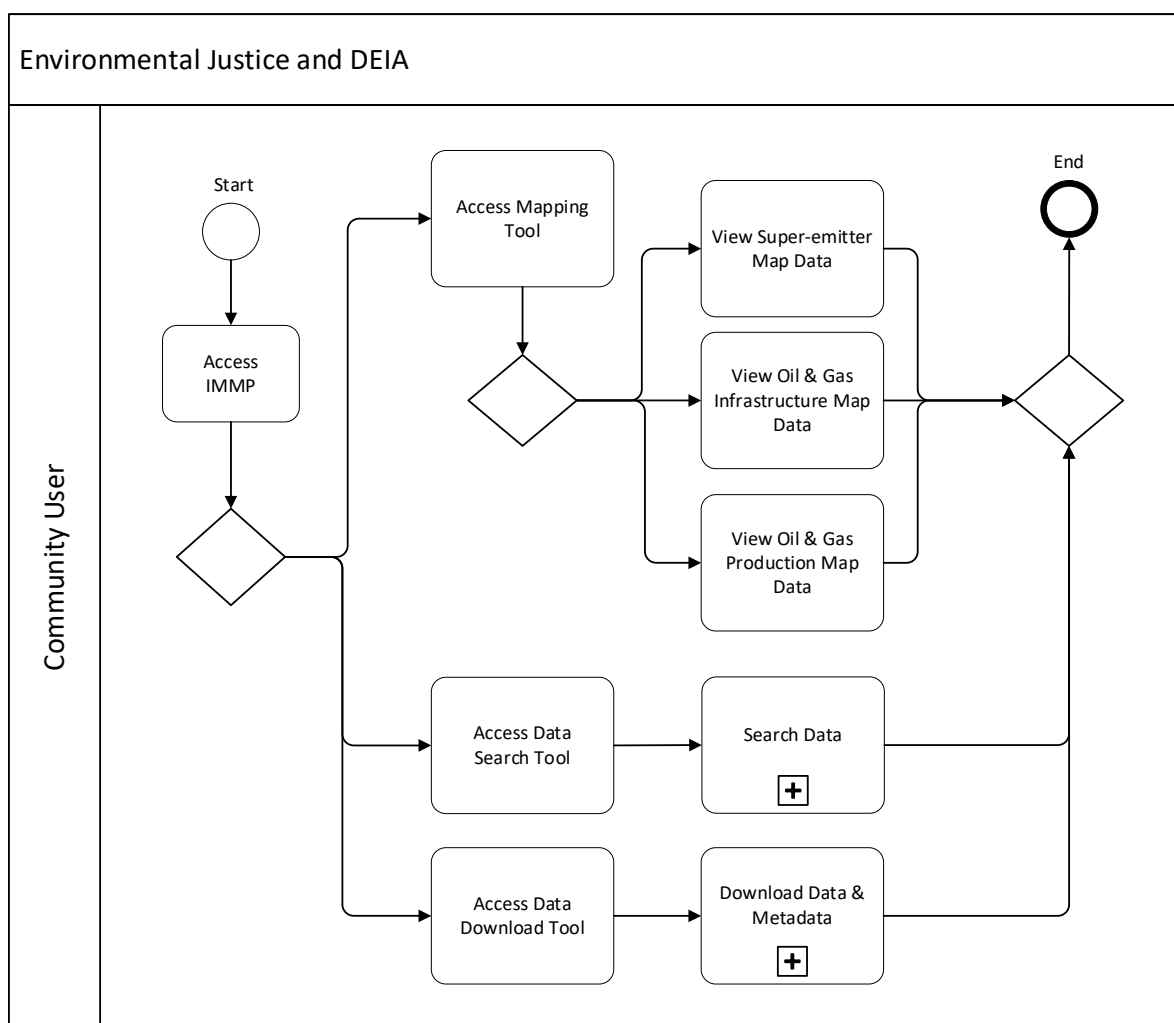 Environmental Justice and DEIA
Community User
Start
Access
IMMP
Access Mapping
Tool
View Super-emitter
Map Data
View Oil & Gas
Infrastructure Map
Data
View Oil & Gas
Production Map
Data
End
Access Data
Search Tool
Search Data
Access Data
Download Tool
Download Data &
Metadata